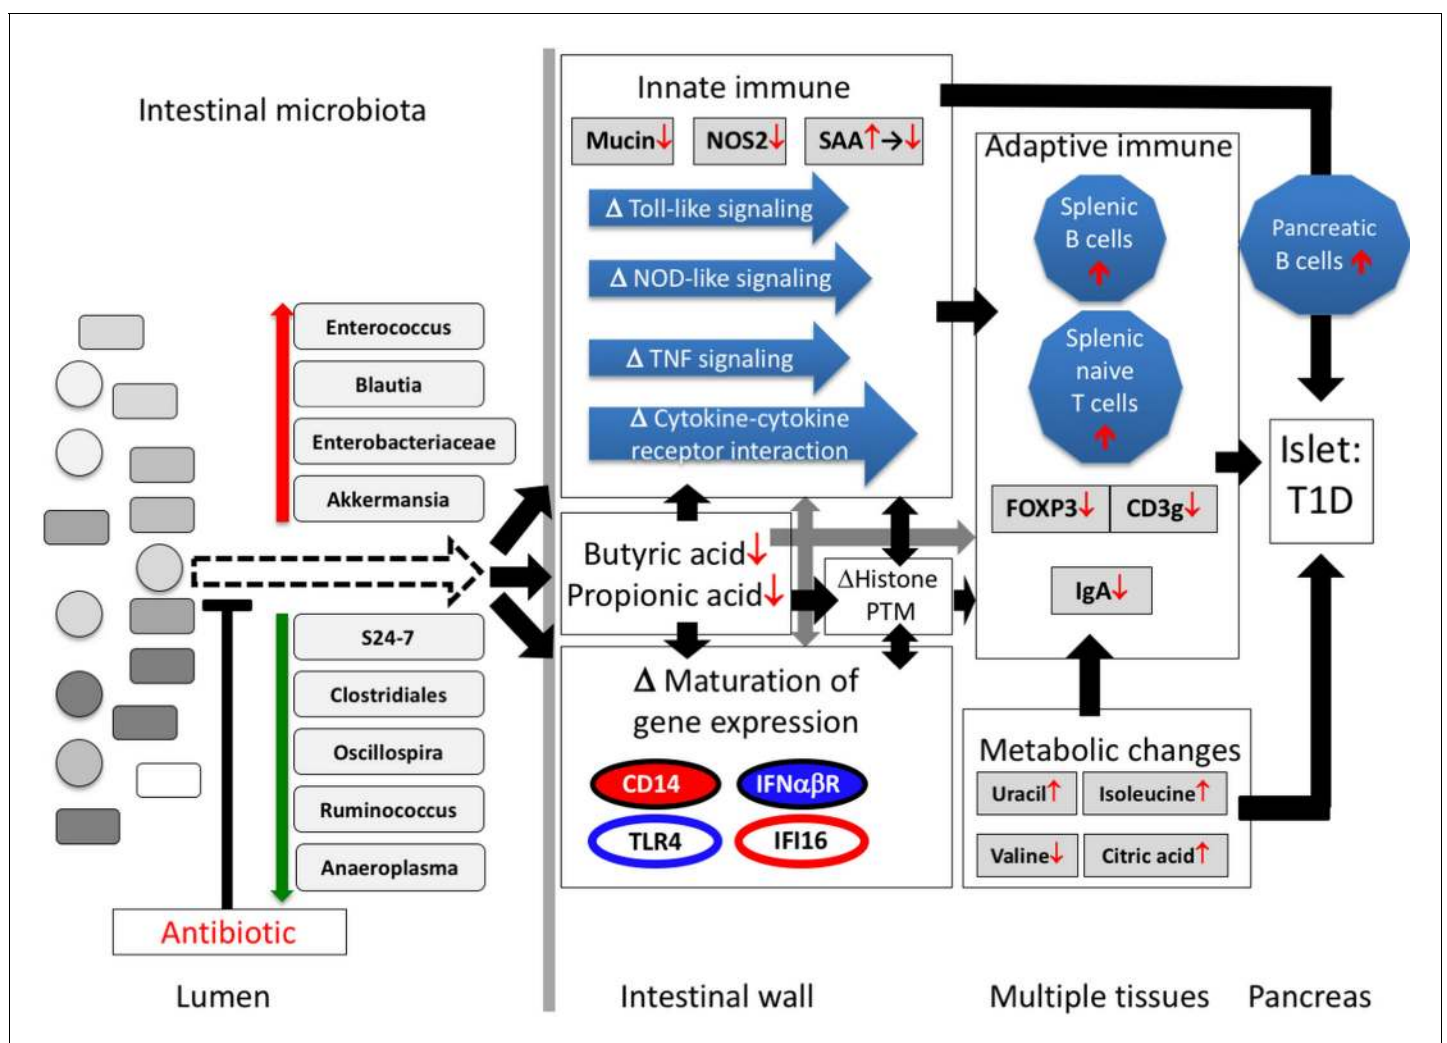 Intestinal microbiota
Enterococcus
Blautia
Enterobacteriaceae
Akkermansia
S24-7
Clostridiales
Oscillospira
Ruminococcus
Anaeroplasma
Antibiotic
Lumen
Innate immune
Mucin↓
NOS2↓
SAA↑→↓
Δ Toll-like signaling
Δ NOD-like signaling
Δ TNF signaling
Δ Cytokine-cytokine
receptor interaction
Butyric acid↓
Propionic acid↓
ΔHistone
PTM
Δ Maturation of
gene expression
CD14
IFNαβR
TLR4
IFI16
Intestinal wall
Adaptive immune
Splenic
B cells
↑
Splenic
naive
T cells
↑
FOXP3↓
CD3g↓
IgA↓
Metabolic changes
Uracil↑
Isoleucine↑
Valine↓
Citric acid↑
Multiple tissues
Pancreatic
B cells ↑
Islet:
T1D
Pancreas